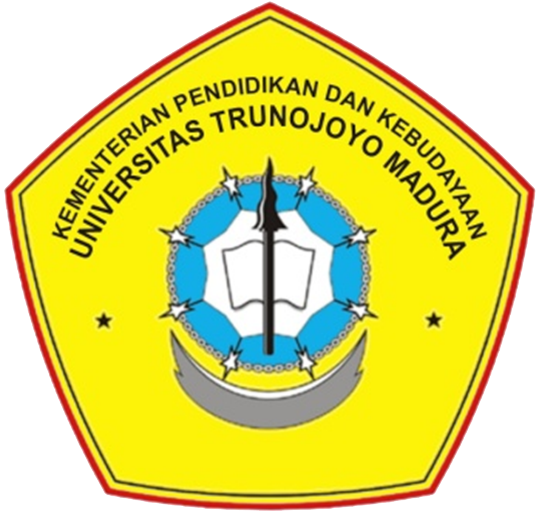 KEMENTERIAN PENDIDIKAN DAN KEBUDAYAAN
UNIVERSITAS TRUNOJOYO MADURA